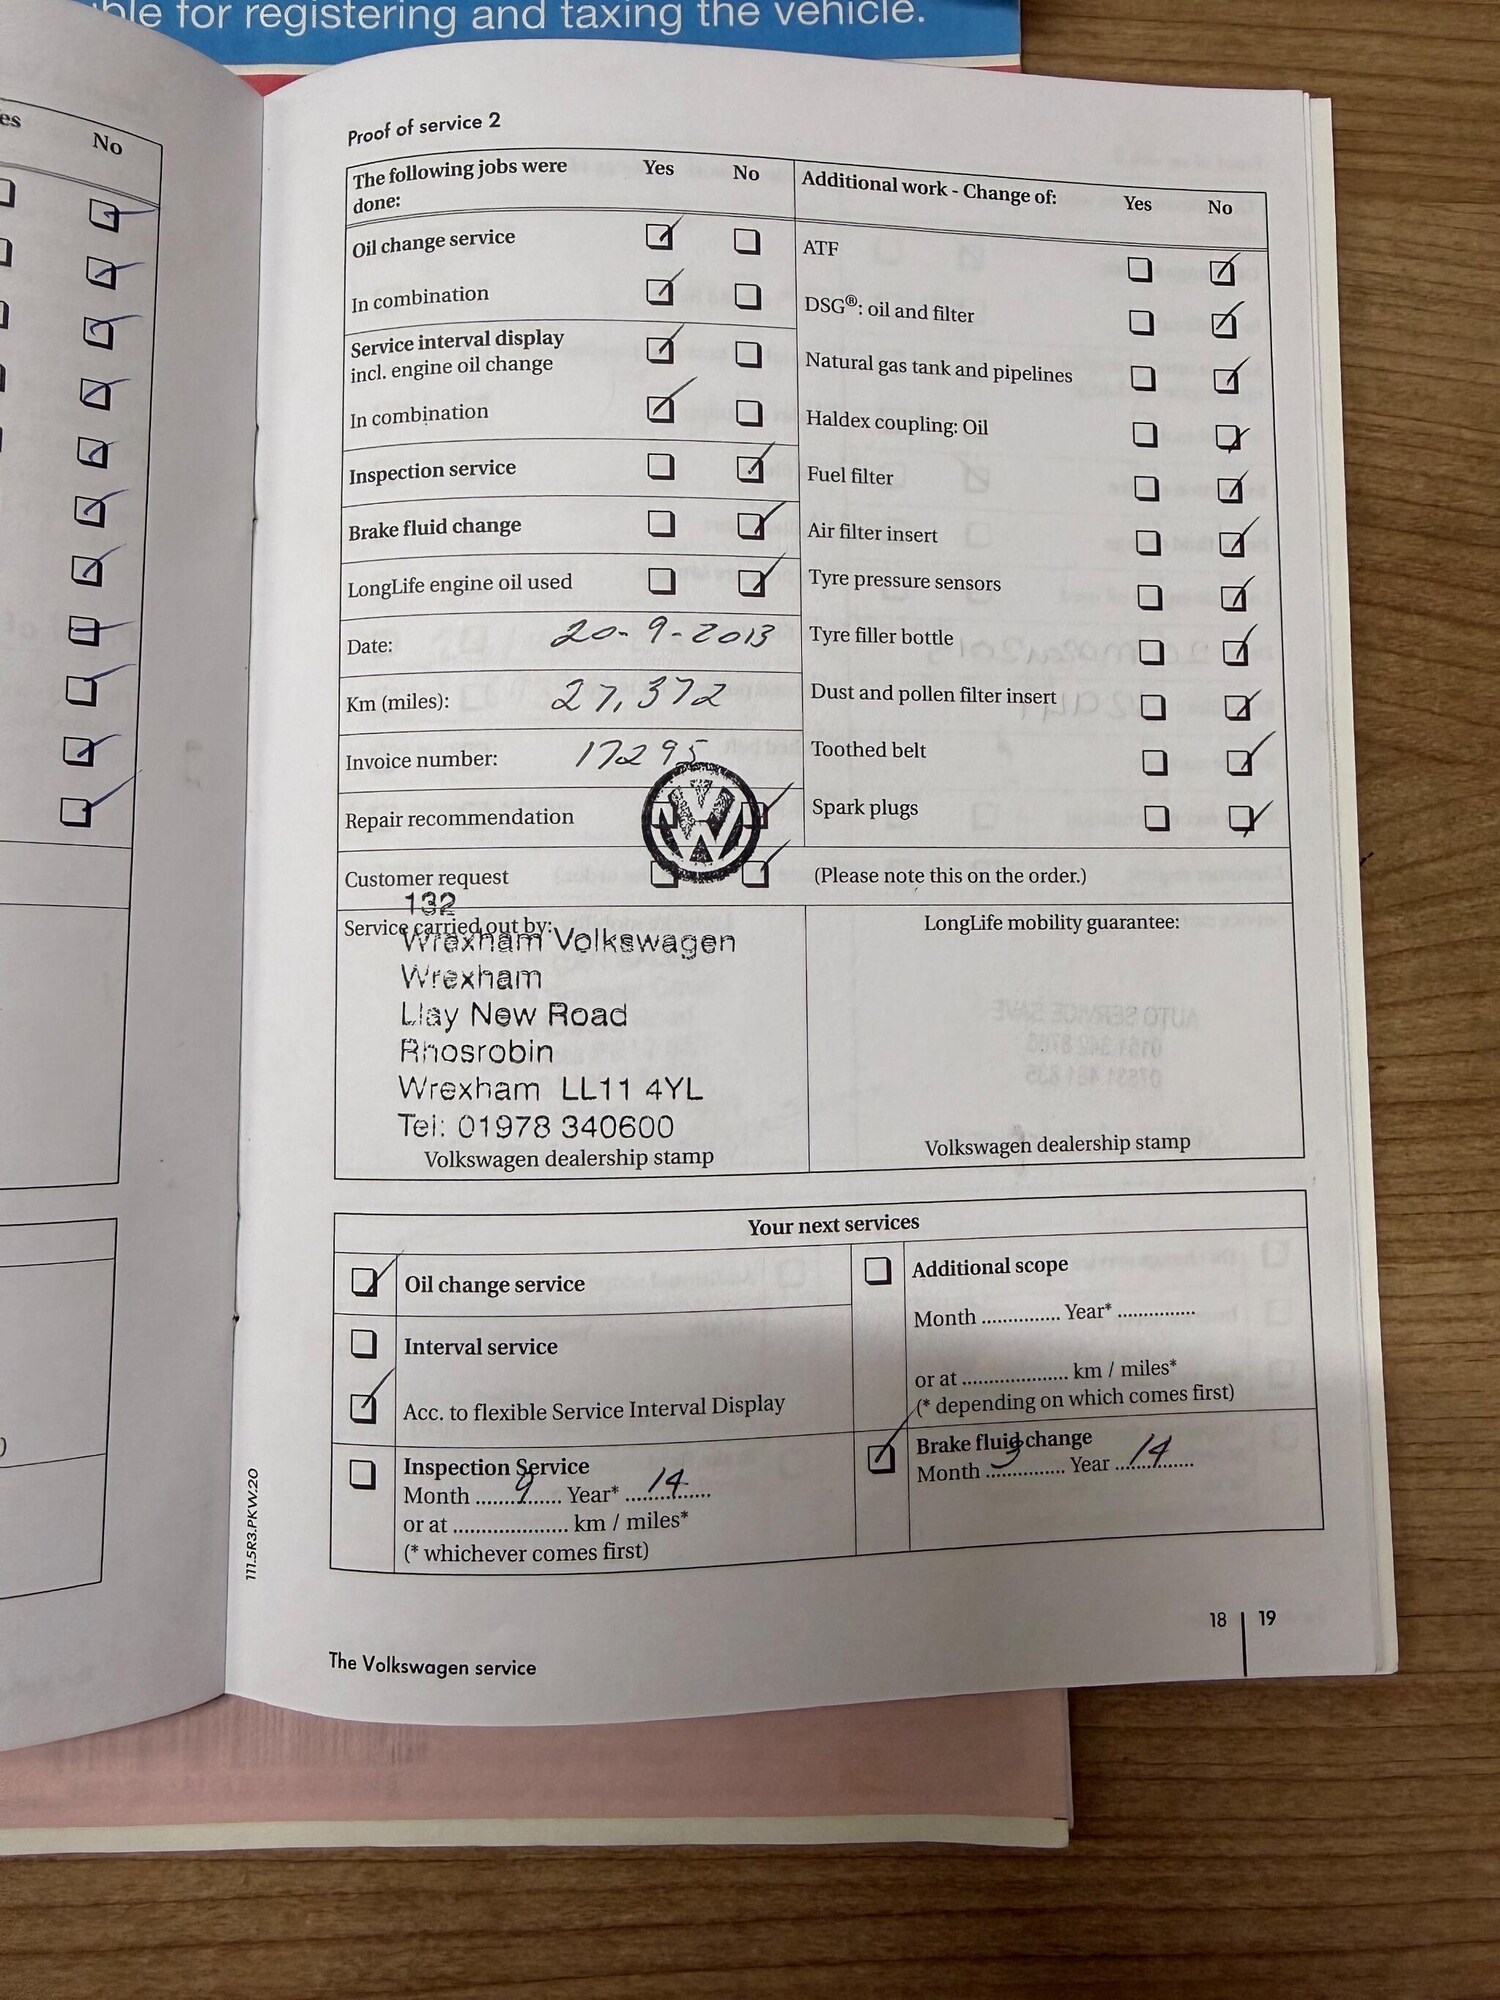 ble for registering and taxing the vehicle.
es No
Proof of service 2
The following jobs were done: Yes No
Oil change service
In combination
Service interval display
incl. engine oil change
In combination
Inspection service
Brake fluid change
LongLife engine oil used
Date: 20-9-2013
Km (miles): 27,372
Invoice number: 17295
Repair recommendation
Customer request
(Please note this on the order.)
Additional work - Change of: Yes No
ATF
DSG®: oil and filter
Natural gas tank and pipelines
Haldex coupling: Oil
Fuel filter
Air filter insert
Tyre pressure sensors
Tyre filler bottle
Dust and pollen filter insert
Toothed belt
Spark plugs
132
Service carried out by:
Wrexham Volkswagen
Wrexham
Llay New Road
Rhosrobin
Wrexham LL11 4YL
Tel: 01978 340600
Volkswagen dealership stamp
LongLife mobility guarantee:
Volkswagen dealership stamp
Your next services
Oil change service
Interval service
Acc. to flexible Service Interval Display
Inspection Service
Month 9 Year* 14
or at .................... km / miles*
(* whichever comes first)
Additional scope
Month .............. Year* ..............
or at ................... km / miles*
(* depending on which comes first)
Brake fluid change
Month 3 Year 14
111.5R3.PKW.20
The Volkswagen service
18 | 19